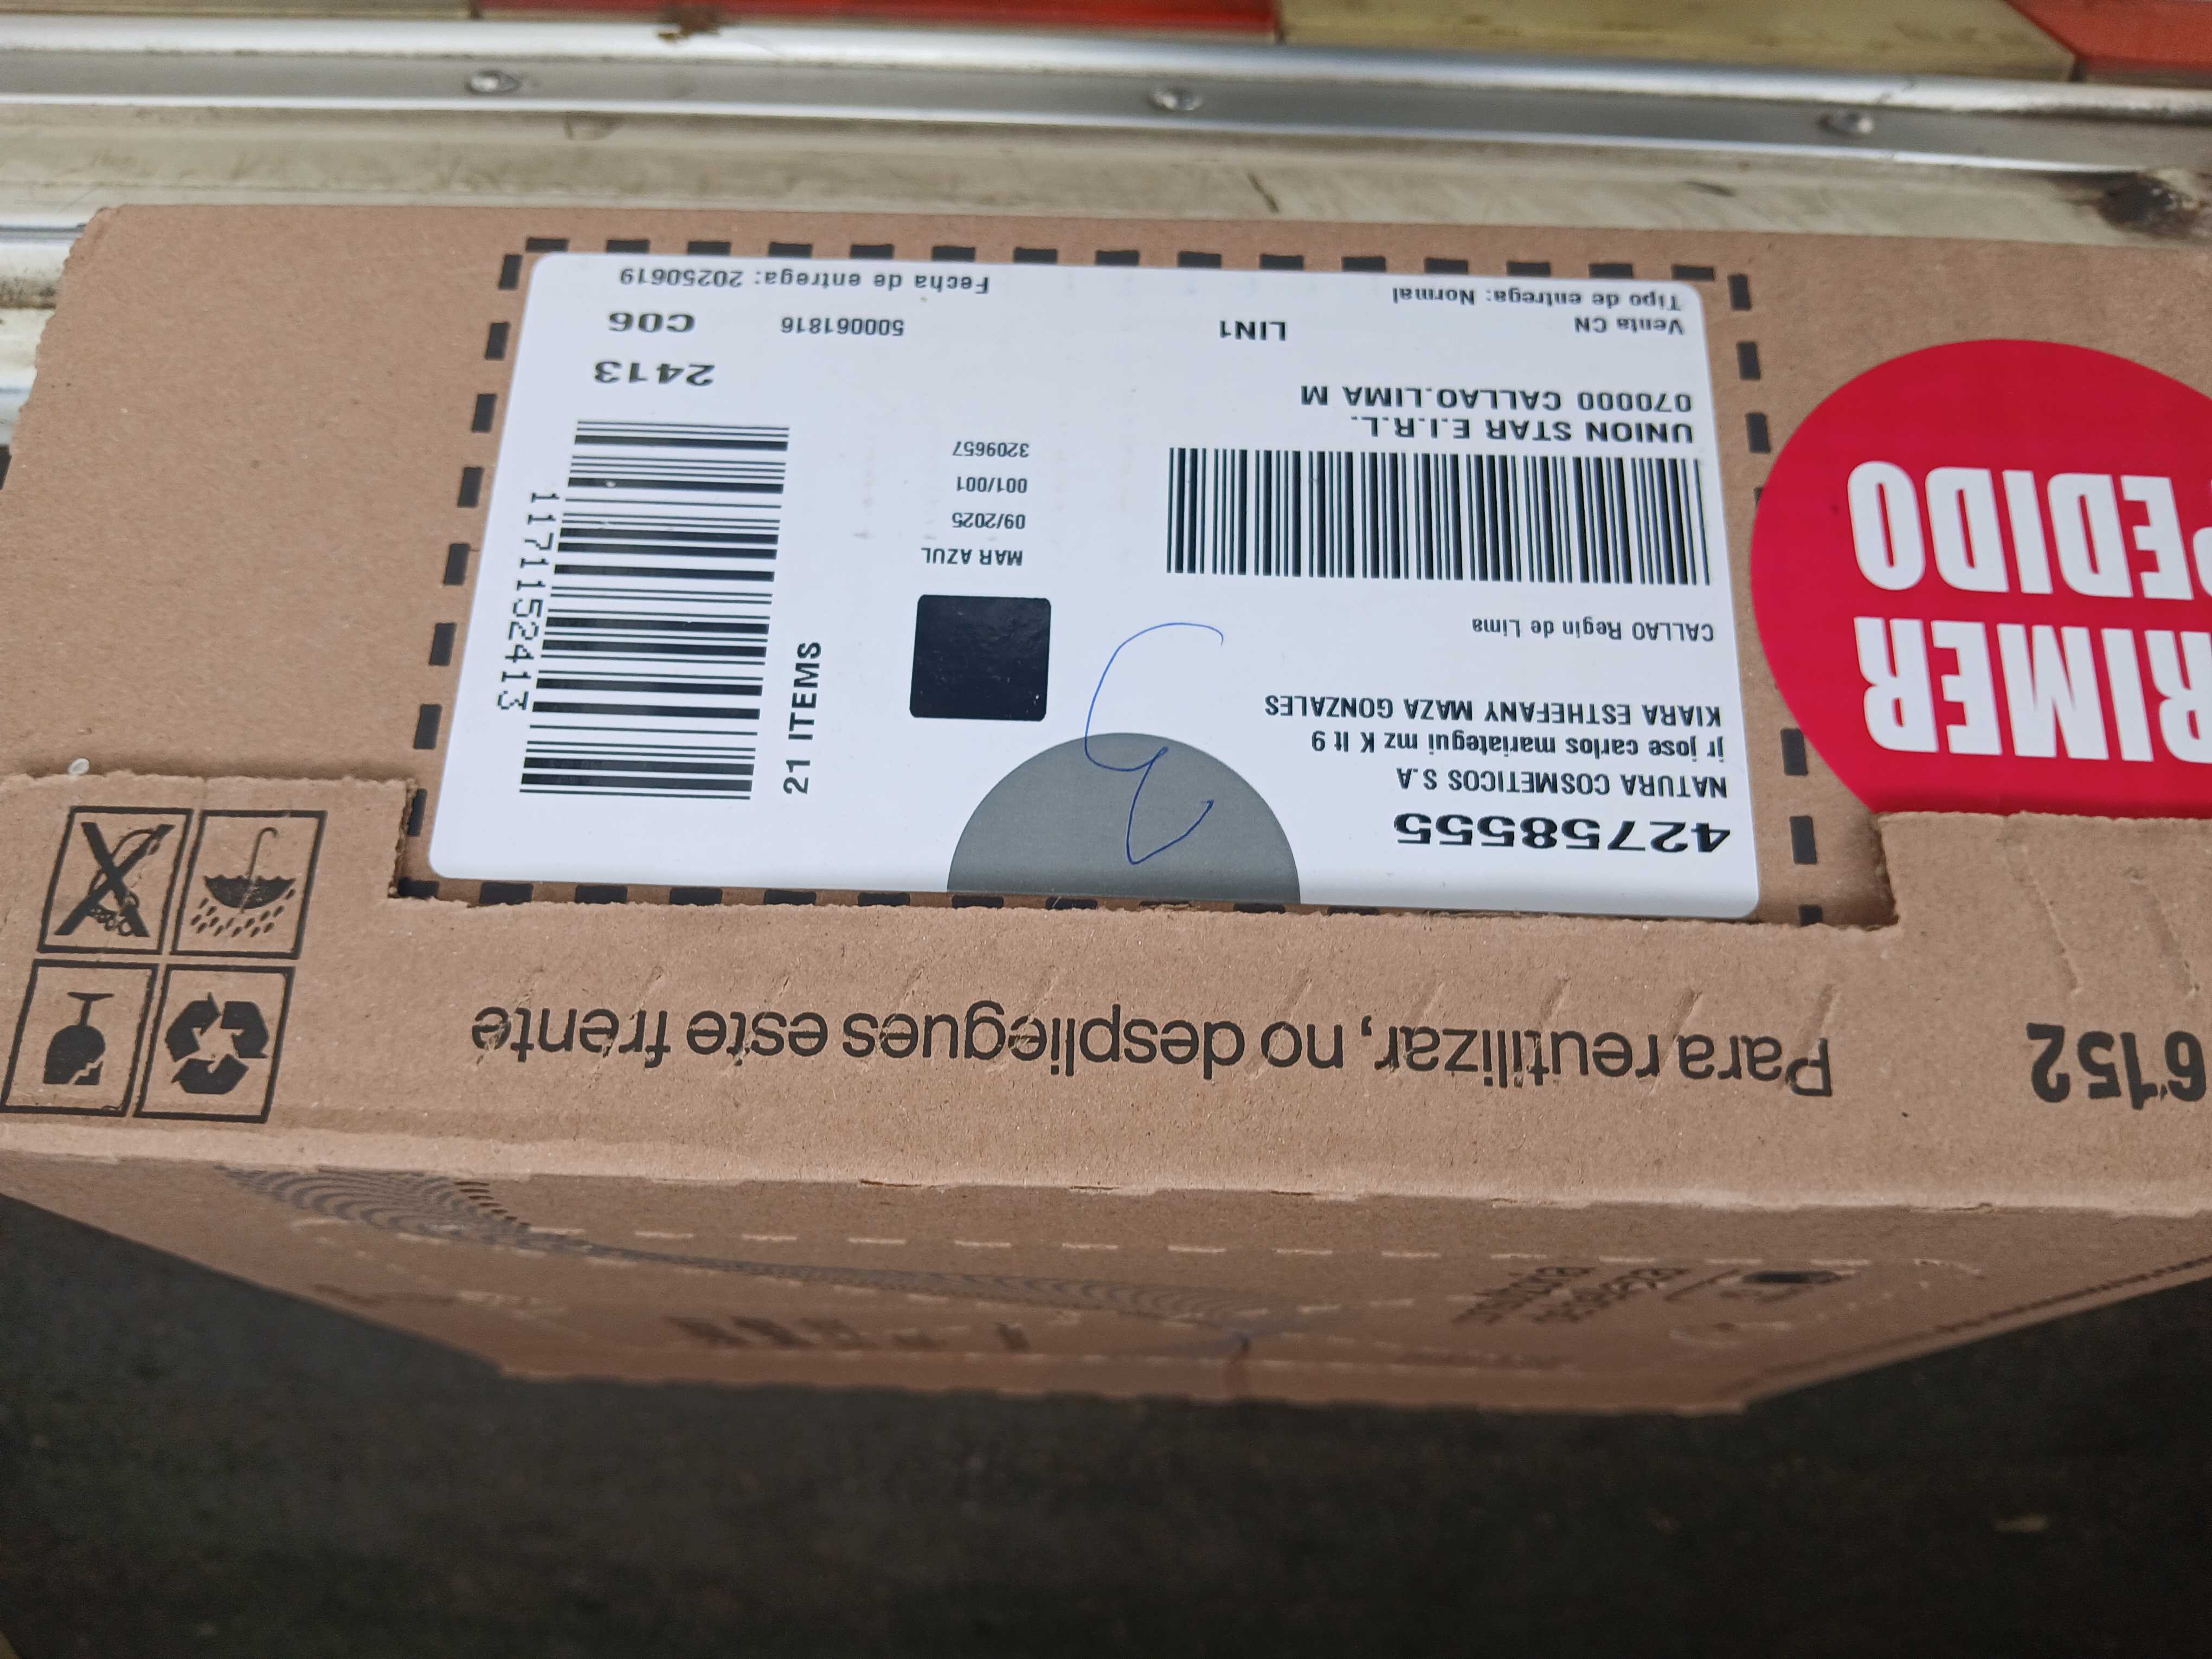 PRIMER
PEDIDO
6152
Para reutilizar, no despliegues este frente
42758555
NATURA COSMETICOS S.A
jr jose carlos mariategui mz K lt 9
KIARA ESTHEFANY MAZA GONZALES
CALLAO Regin de Lima
UNION STAR E.I.R.L.
070000 CALLAO.LIMA M
Venta CN
LIN1
Tipo de entrega: Normal
MAR AZUL
09/2025
001/001
3209657
21 ITEMS
1171152413
2413
500061816
C06
Fecha de entrega: 20250619